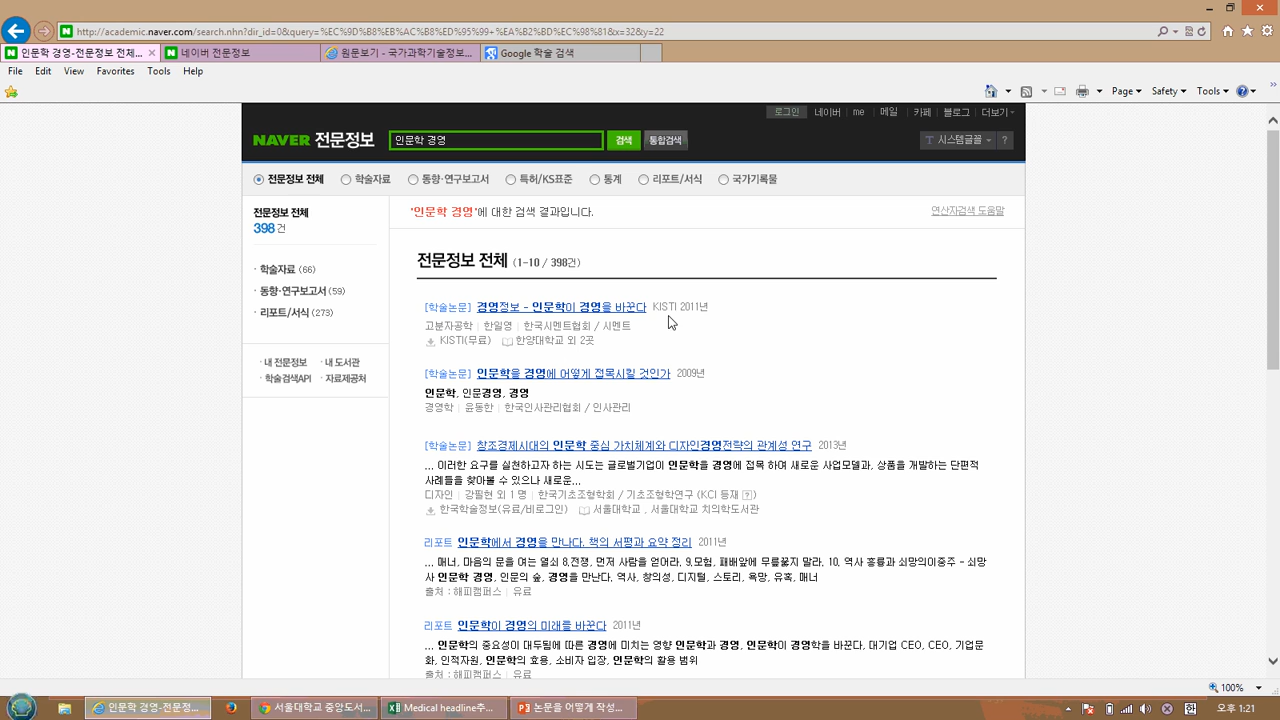 http://academic.naver.com/search.nhn?dir_id=0&query=%EC%9D%B8%EB%AC%B8%ED%95%99+%EA%B2%BD%EC%98%81&x=32&y=22
인문학 경영-전문정보 전체...
네이버 전문정보
원문보기 - 국가과학기술정보...
Google 학술 검색
File Edit View Favorites Tools Help
Page Safety Tools
로그인 네이버 me 메일 카페 블로그 더보기
NAVER 전문정보 인문학 경영 검색 통합검색 T 시스템글꼴 ?
전문정보 전체 학술자료 동향·연구보고서 특허/KS표준 통계 리포트/서식 국가기록물
전문정보 전체
398 건
· 학술자료 (66)
· 동향·연구보고서 (59)
· 리포트/서식 (273)
· 내 전문정보 · 내 도서관
· 학술검색API · 자료제공처
'인문학 경영'에 대한 검색 결과입니다.
연산자검색 도움말
전문정보 전체 (1-10 / 398건)
[학술논문] 경영정보 - 인문학이 경영을 바꾼다 KISTI 2011년
고분자공학 | 한일영 | 한국시멘트협회 / 시멘트
KISTI(무료) 한양대학교 외 2곳
[학술논문] 인문학을 경영에 어떻게 접목시킬 것인가 2009년
인문학, 인문경영, 경영
경영학 | 윤동한 | 한국인사관리협회 / 인사관리
[학술논문] 창조경제시대의 인문학 중심 가치체계와 디자인경영전략의 관계성 연구 2013년
... 이러한 요구를 실천하고자 하는 시도는 글로벌기업이 인문학을 경영에 접목 하여 새로운 사업모델과, 상품을 개발하는 단편적
사례들을 찾아볼 수 있으나 새로운...
디자인 | 강필현 외 1 명 | 한국기초조형학회 / 기초조형학연구 (KCI 등재 ?)
한국학술정보(유료/비로그인) 서울대학교 , 서울대학교 치의학도서관
리포트 인문학에서 경영을 만나다. 책의 서평과 요약 정리 2011년
... 매너, 마음의 문을 여는 열쇠 8,전쟁, 먼저 사람을 얻어라, 9,모험, 패배앞에 무릎꿇지 말라, 10, 역사 흥륭과 쇠망의이중주 - 쇠망
사 인문학 경영, 인문의 숲, 경영을 만난다, 역사, 창의성, 디지털, 스토리, 욕망, 유혹, 매너
출처 : 해피캠퍼스 | 유료
리포트 인문학이 경영의 미래를 바꾼다 2011년
... 인문학의 중요성이 대두됨에 따른 경영에 미치는 영향 인문학과 경영, 인문학이 경영학을 바꾼다, 대기업 CEO, CEO, 기업문
화, 인적자원, 인문학의 효용, 소비자 입장, 인문학의 활용 범위
출처 : 해피캠퍼스 | 유료
100%
인문학 경영-전문정...
서울대학교 중앙도서...
Medical headline추...
논문을 어떻게 작성...
오후 1:21